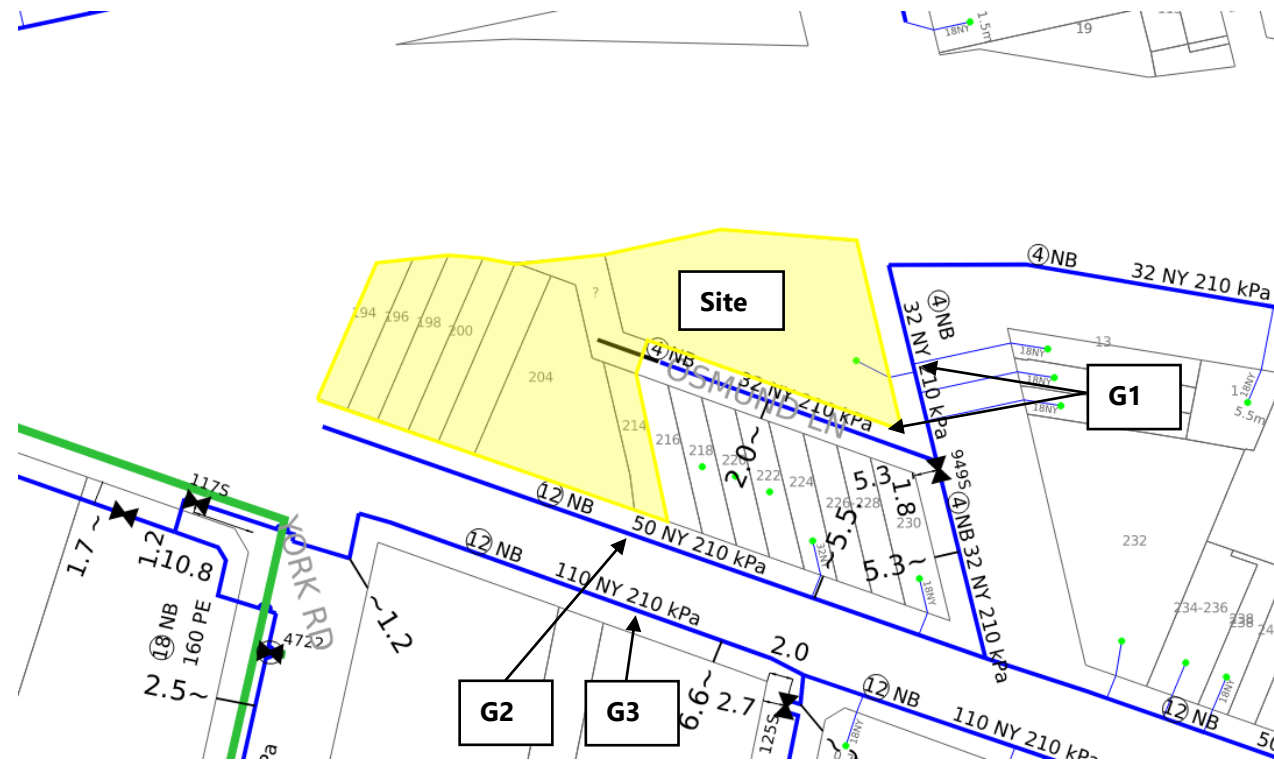 18NY
1.5m
19
④NB
32 NY 210 kPa
④NB
32 NY 210 kPa
Site
194
196
198
200
204
?
④NB
32 NY 210 kPa
OSMUND LN
13
18NY
18NY
18NY
18NY
5.5m
G1
214
216
218
220
222
224
226-228
230
2.0~
5.3
1.8
~5.5
5.3~
949S
④NB 32 NY 210 kPa
232
32NY
18NY
⑫ NB
50 NY 210 kPa
⑫ NB
110 NY 210 kPa
117S
YORK RD
1.7 ~
1.2
110.8
⑱ NB
160 PE
4722
2.5~
~1.2
2.0
G2
G3
6.6~
2.7
125S
18NY
⑫ NB
110 NY 210 kPa
234-236
238
18NY
⑫ NB